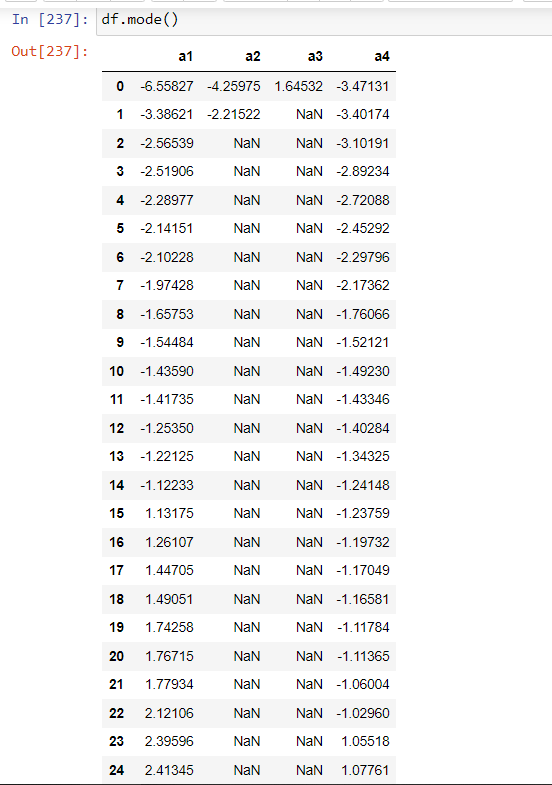 In [237]: df.mode()
Out[237]:
a1 a2 a3 a4
0 -6.55827 -4.25975 1.64532 -3.47131
1 -3.38621 -2.21522 NaN -3.40174
2 -2.56539 NaN NaN -3.10191
3 -2.51906 NaN NaN -2.89234
4 -2.28977 NaN NaN -2.72088
5 -2.14151 NaN NaN -2.45292
6 -2.10228 NaN NaN -2.29796
7 -1.97428 NaN NaN -2.17362
8 -1.65753 NaN NaN -1.76066
9 -1.54484 NaN NaN -1.52121
10 -1.43590 NaN NaN -1.49230
11 -1.41735 NaN NaN -1.43346
12 -1.25350 NaN NaN -1.40284
13 -1.22125 NaN NaN -1.34325
14 -1.12233 NaN NaN -1.24148
15 1.13175 NaN NaN -1.23759
16 1.26107 NaN NaN -1.19732
17 1.44705 NaN NaN -1.17049
18 1.49051 NaN NaN -1.16581
19 1.74258 NaN NaN -1.11784
20 1.76715 NaN NaN -1.11365
21 1.77934 NaN NaN -1.06004
22 2.12106 NaN NaN -1.02960
23 2.39596 NaN NaN 1.05518
24 2.41345 NaN NaN 1.07761